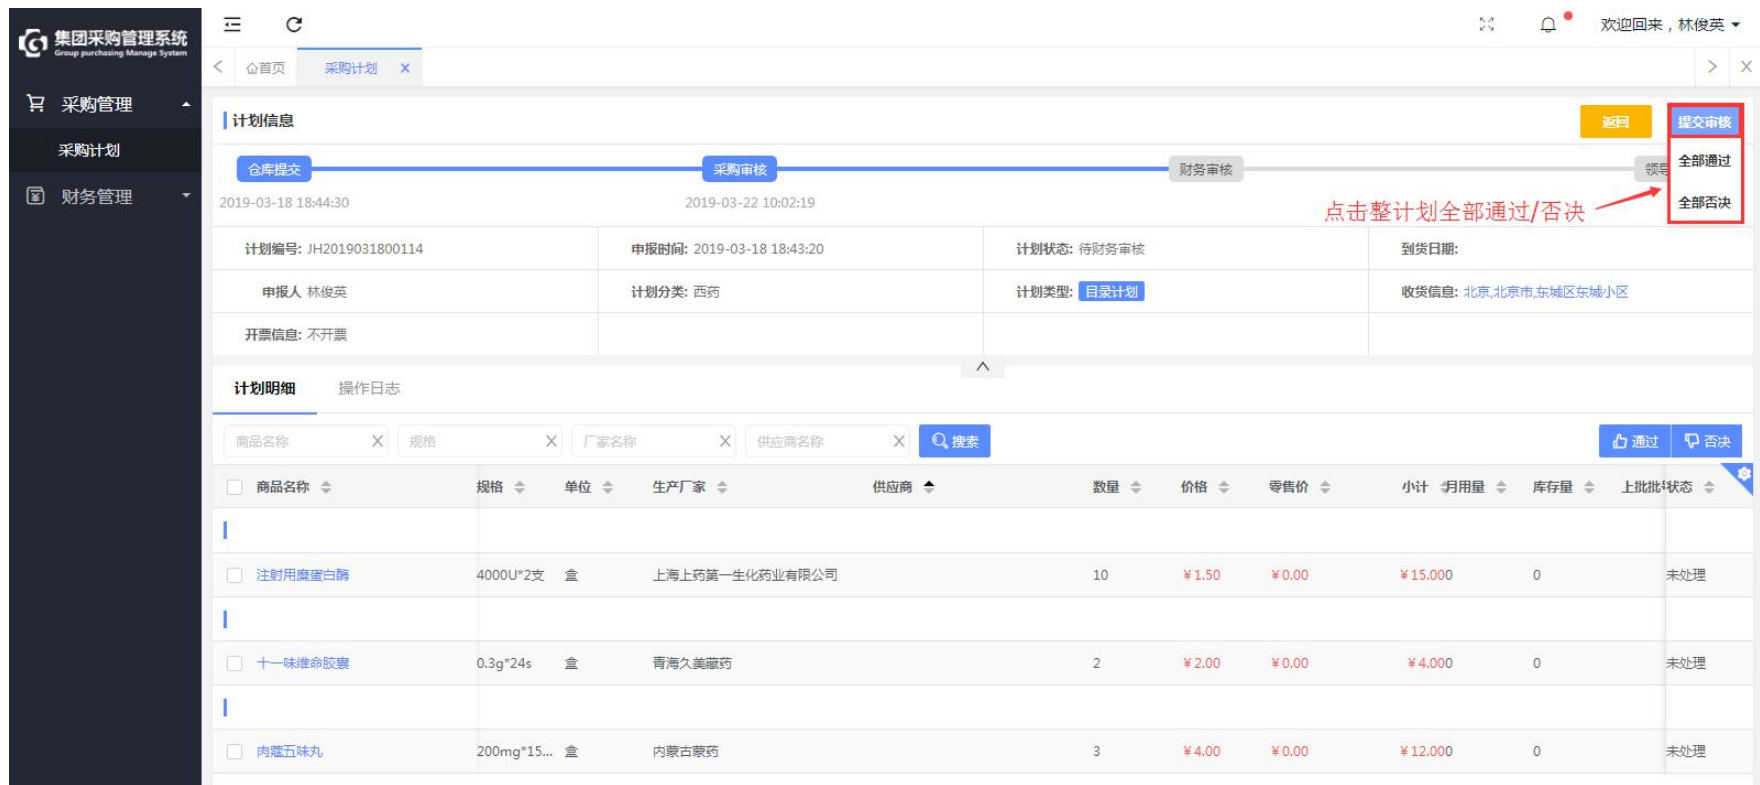 集团采购管理系统
Group purchasing Manage System
欢迎回来，林俊英
首页 采购计划 X
采购管理
采购计划
财务管理
计划信息 返回 提交审核
全部通过
全部否决
仓库提交 采购审核 财务审核
2019-03-18 18:44:30 2019-03-22 10:02:19
点击整计划全部通过/否决
计划编号: JH2019031800114 申报时间: 2019-03-18 18:43:20 计划状态: 待财务审核 到货日期:
申报人 林俊英 计划分类: 西药 计划类型: 目录计划 收货信息: 北京,北京市,东城区东城小区
开票信息: 不开票
计划明细 操作日志
商品名称 X 规格 X 厂家名称 X 供应商名称 X 搜索 通过 否决
商品名称 规格 单位 生产厂家 供应商 数量 价格 零售价 小计 月用量 库存量 上批批 状态
注射用糜蛋白酶 4000U*2支 盒 上海上药第一生化药业有限公司 10 ¥1.50 ¥0.00 ¥15.000 0 未处理
十一味维命胶囊 0.3g*24s 盒 青海久美藏药 2 ¥2.00 ¥0.00 ¥4.000 0 未处理
肉蔻五味丸 200mg*15... 盒 内蒙古蒙药 3 ¥4.00 ¥0.00 ¥12.000 0 未处理